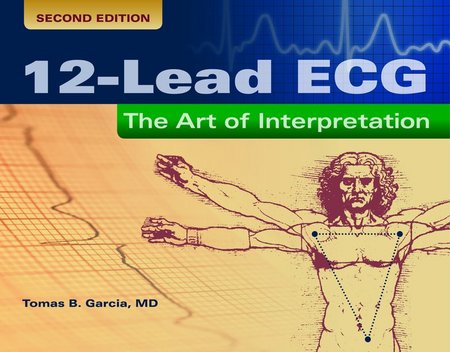 SECOND EDITION
12-Lead ECG
The Art of Interpretation
Tomas B. Garcia, MD